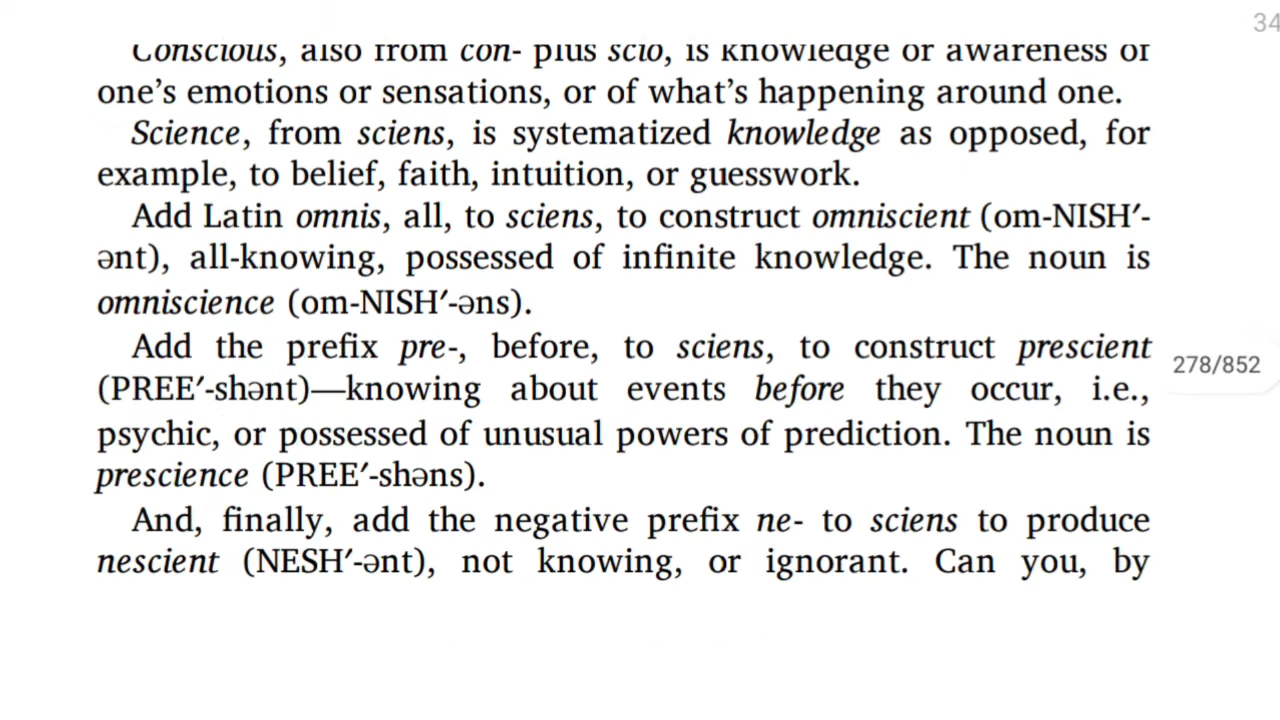 34
Conscious, also from con- plus scio, is knowledge or awareness of
one’s emotions or sensations, or of what’s happening around one.
Science, from sciens, is systematized knowledge as opposed, for
example, to belief, faith, intuition, or guesswork.
Add Latin omnis, all, to sciens, to construct omniscient (om-NISH′-
ənt), all-knowing, possessed of infinite knowledge. The noun is
omniscience (om-NISH′-əns).
Add the prefix pre-, before, to sciens, to construct prescient
(PREE′-shənt)—knowing about events before they occur, i.e.,
278/852
psychic, or possessed of unusual powers of prediction. The noun is
prescience (PREE′-shəns).
And, finally, add the negative prefix ne- to sciens to produce
nescient (NESH′-ənt), not knowing, or ignorant. Can you, by